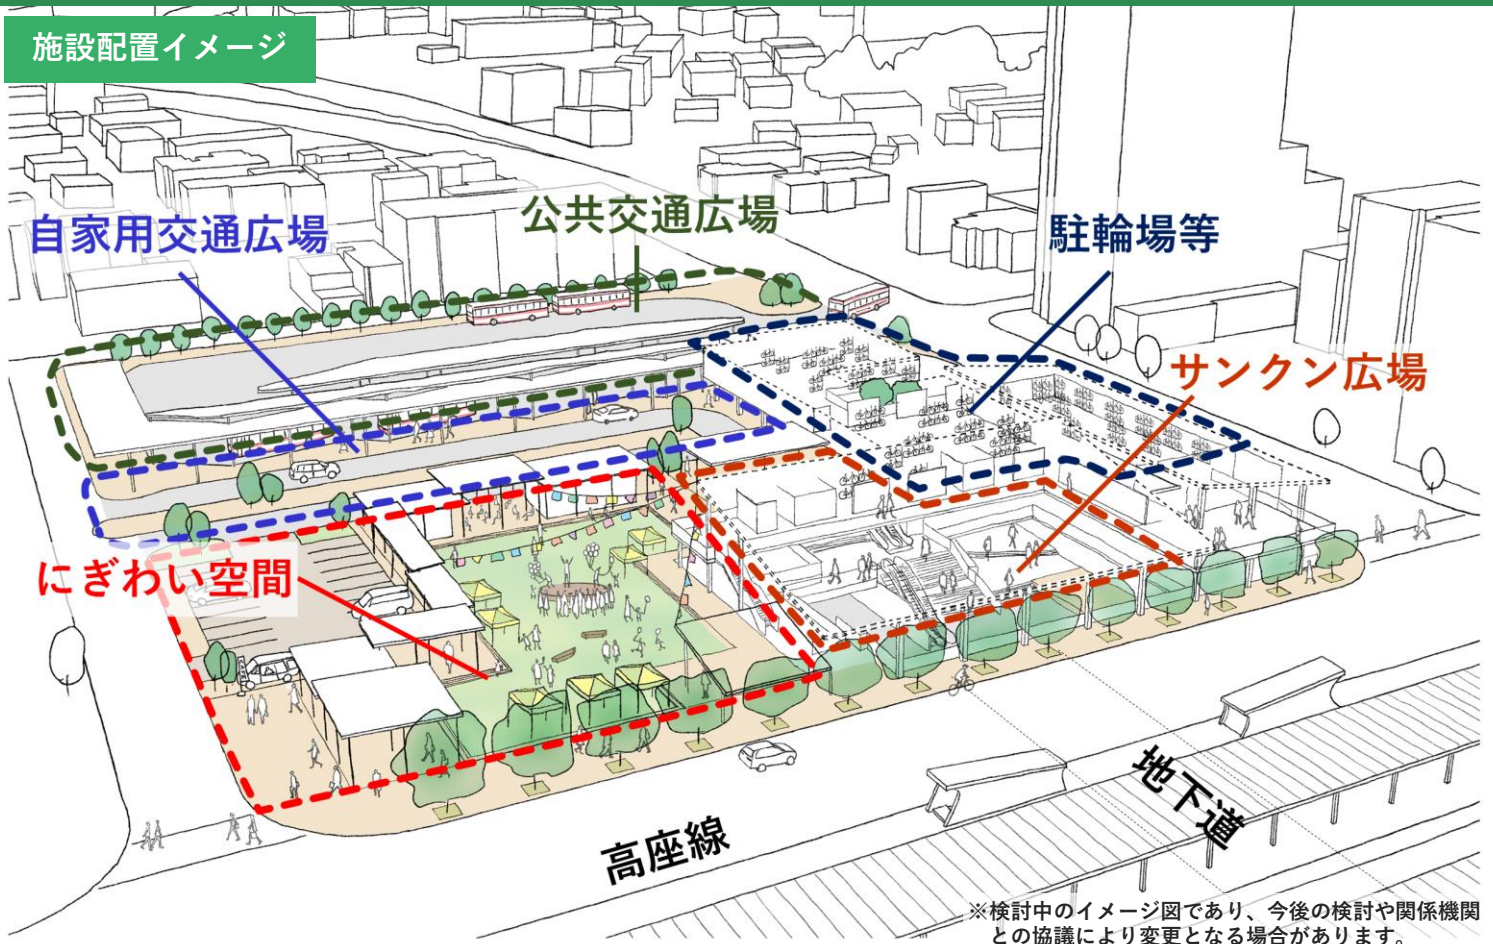 施設配置イメージ
公共交通広場
自家用交通広場
駐輪場等
サンクン広場
にぎわい空間
地下道
高座線
※検討中のイメージ図であり、今後の検討や関係機関
との協議により変更となる場合があります。